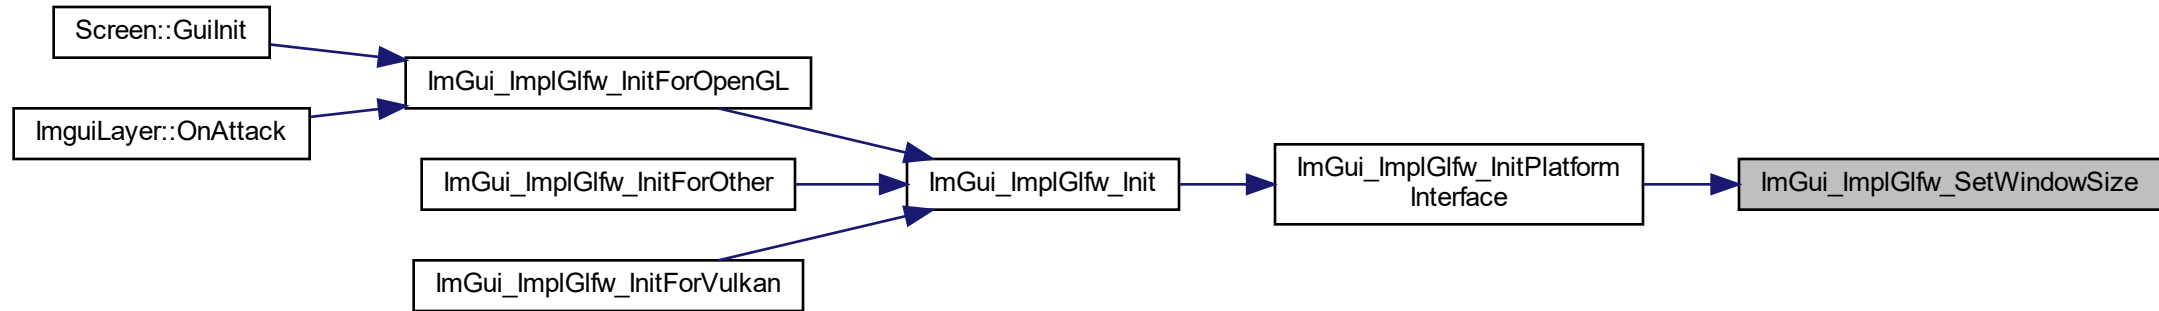 Screen::GuiInit
ImguiLayer::OnAttack
ImGui_ImplGlfw_InitForOpenGL
ImGui_ImplGlfw_InitForOther
ImGui_ImplGlfw_InitForVulkan
ImGui_ImplGlfw_Init
ImGui_ImplGlfw_InitPlatform
Interface
ImGui_ImplGlfw_SetWindowSize